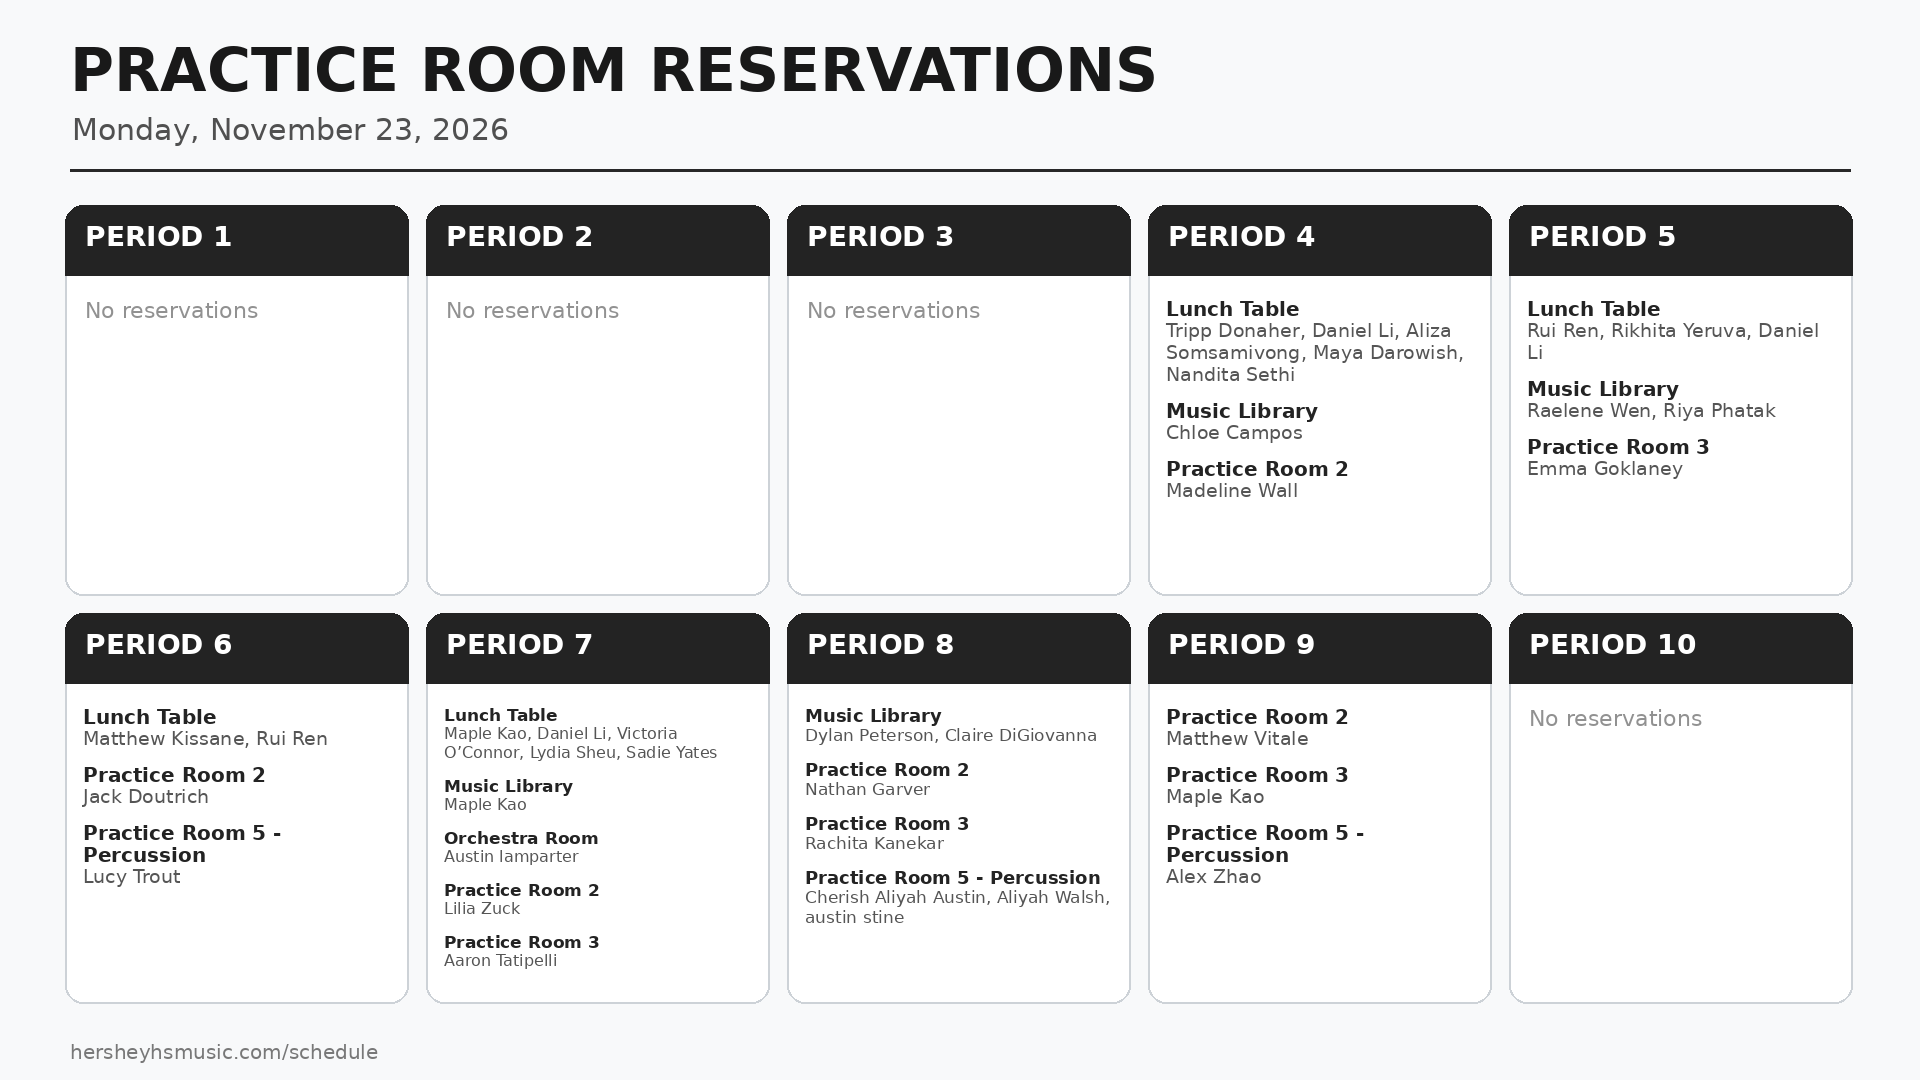 PRACTICE ROOM RESERVATIONS
Monday, November 23, 2026
PERIOD 1
No reservations
PERIOD 2
No reservations
PERIOD 3
No reservations
PERIOD 4
Lunch Table
Tripp Donaher, Daniel Li, Aliza
Somsamivong, Maya Darowish,
Nandita Sethi
Music Library
Chloe Campos
Practice Room 2
Madeline Wall
PERIOD 5
Lunch Table
Rui Ren, Rikhita Yeruva, Daniel
Li
Music Library
Raelene Wen, Riya Phatak
Practice Room 3
Emma Goklaney
PERIOD 6
Lunch Table
Matthew Kissane, Rui Ren
Practice Room 2
Jack Doutrich
Practice Room 5 -
Percussion
Lucy Trout
PERIOD 7
Lunch Table
Maple Kao, Daniel Li, Victoria
O’Connor, Lydia Sheu, Sadie Yates
Music Library
Maple Kao
Orchestra Room
Austin lamparter
Practice Room 2
Lilia Zuck
Practice Room 3
Aaron Tatipelli
PERIOD 8
Music Library
Dylan Peterson, Claire DiGiovanna
Practice Room 2
Nathan Garver
Practice Room 3
Rachita Kanekar
Practice Room 5 - Percussion
Cherish Aliyah Austin, Aliyah Walsh,
austin stine
PERIOD 9
Practice Room 2
Matthew Vitale
Practice Room 3
Maple Kao
Practice Room 5 -
Percussion
Alex Zhao
PERIOD 10
No reservations
hersheyhsmusic.com/schedule